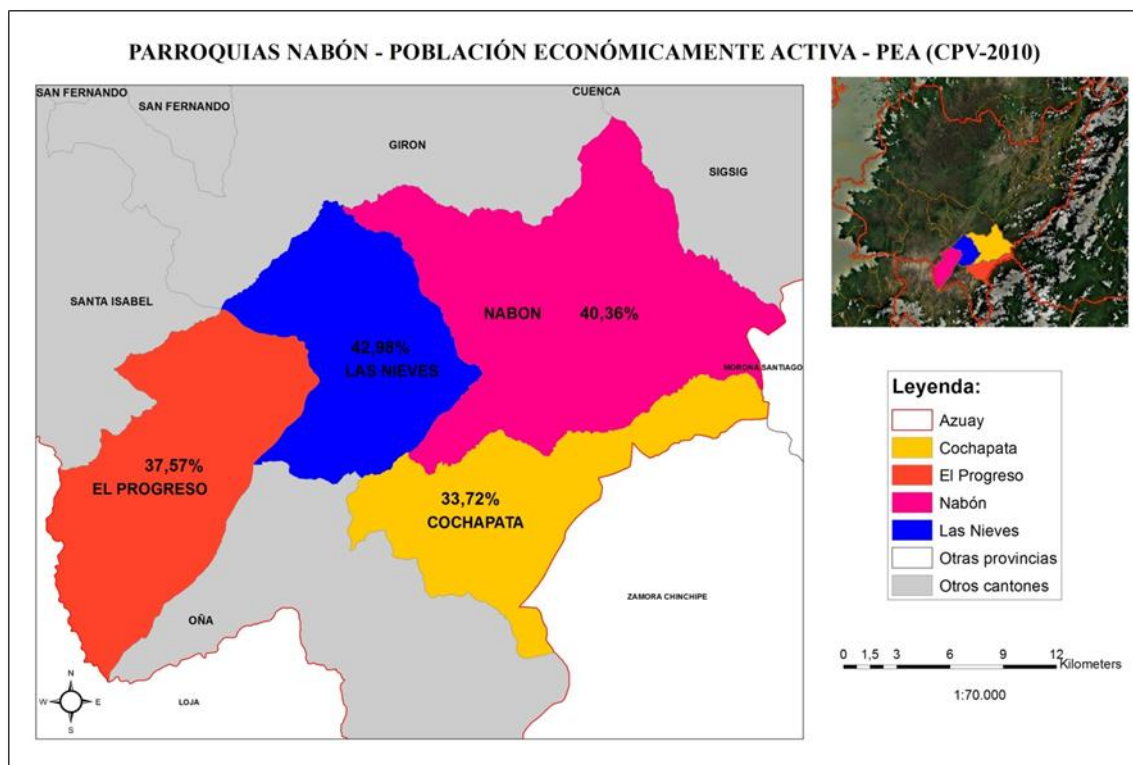 PARROQUIAS NABÓN - POBLACIÓN ECONÓMICAMENTE ACTIVA - PEA (CPV-2010)
SAN FERNANDO
SAN FERNANDO
CUENCA
GIRON
SIGSIG
SANTA ISABEL
NABON 40,36%
42,98%
LAS NIEVES
MORONA SANTIAGO
37,57%
EL PROGRESO
33,72%
COCHAPATA
ZAMORA CHINCHIPE
OÑA
LOJA
N
W E
S
Leyenda:
Azuay
Cochapata
El Progreso
Nabón
Las Nieves
Otras provincias
Otros cantones
0 1,5 3 6 9 12
Kilometers
1:70.000